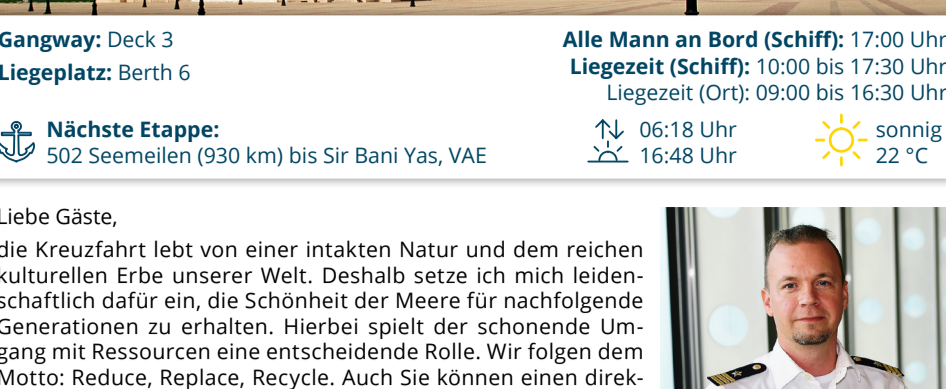 Gangway: Deck 3
Liegeplatz: Berth 6
Alle Mann an Bord (Schiff): 17:00 Uhr
Liegezeit (Schiff): 10:00 bis 17:30 Uhr
Liegezeit (Ort): 09:00 bis 16:30 Uhr
Nächste Etappe:
502 Seemeilen (930 km) bis Sir Bani Yas, VAE
06:18 Uhr
16:48 Uhr
sonnig
22 °C
Liebe Gäste,
die Kreuzfahrt lebt von einer intakten Natur und dem reichen
kulturellen Erbe unserer Welt. Deshalb setze ich mich leiden-
schaftlich dafür ein, die Schönheit der Meere für nachfolgende
Generationen zu erhalten. Hierbei spielt der schonende Um-
gang mit Ressourcen eine entscheidende Rolle. Wir folgen dem
Motto: Reduce, Replace, Recycle. Auch Sie können einen direk-